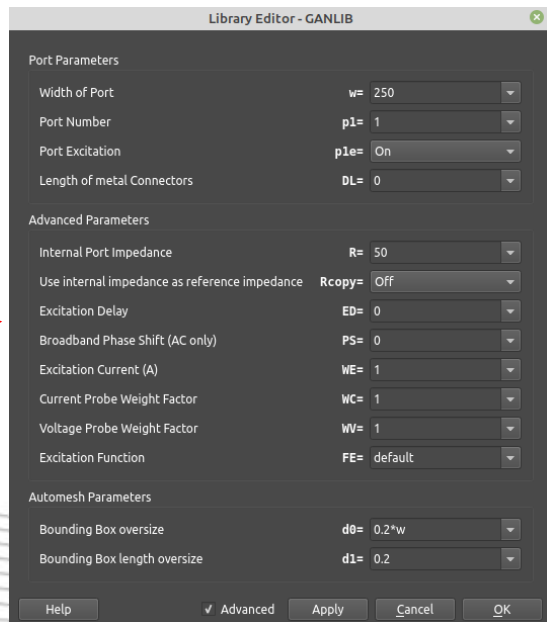 Library Editor - GANLIB
Port Parameters
Width of Port w= 250
Port Number p1= 1
Port Excitation p1e= On
Length of metal Connectors DL= 0
Advanced Parameters
Internal Port Impedance R= 50
Use internal impedance as reference impedance Rcopy= Off
Excitation Delay ED= 0
Broadband Phase Shift (AC only) PS= 0
Excitation Current (A) WE= 1
Current Probe Weight Factor WC= 1
Voltage Probe Weight Factor WV= 1
Excitation Function FE= default
Automesh Parameters
Bounding Box oversize d0= 0.2*w
Bounding Box length oversize d1= 0.2
Help Advanced Apply Cancel OK